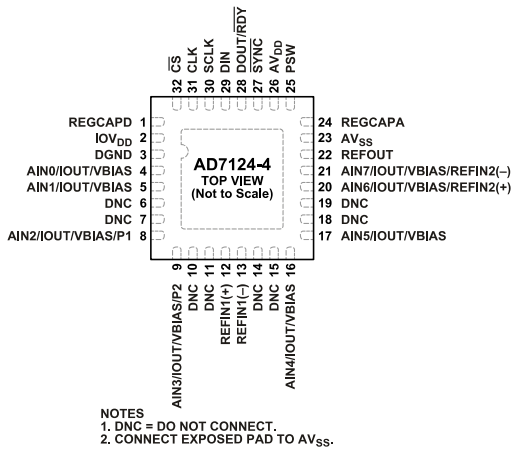 32 CS
31 CLK
30 SCLK
29 DIN
28 DOUT/RDY
27 SYNC
26 AVDD
25 PSW
REGCAPD 1
IOVDD 2
DGND 3
AIN0/IOUT/VBIAS 4
AIN1/IOUT/VBIAS 5
DNC 6
DNC 7
AIN2/IOUT/VBIAS/P1 8
AD7124-4
TOP VIEW
(Not to Scale)
24 REGCAPA
23 AVSS
22 REFOUT
21 AIN7/IOUT/VBIAS/REFIN2(–)
20 AIN6/IOUT/VBIAS/REFIN2(+)
19 DNC
18 DNC
17 AIN5/IOUT/VBIAS
AIN3/IOUT/VBIAS/P2 9
DNC 10
DNC 11
REFIN1(+) 12
REFIN1(–) 13
DNC 14
DNC 15
AIN4/IOUT/VBIAS 16
NOTES
1. DNC = DO NOT CONNECT.
2. CONNECT EXPOSED PAD TO AVSS.